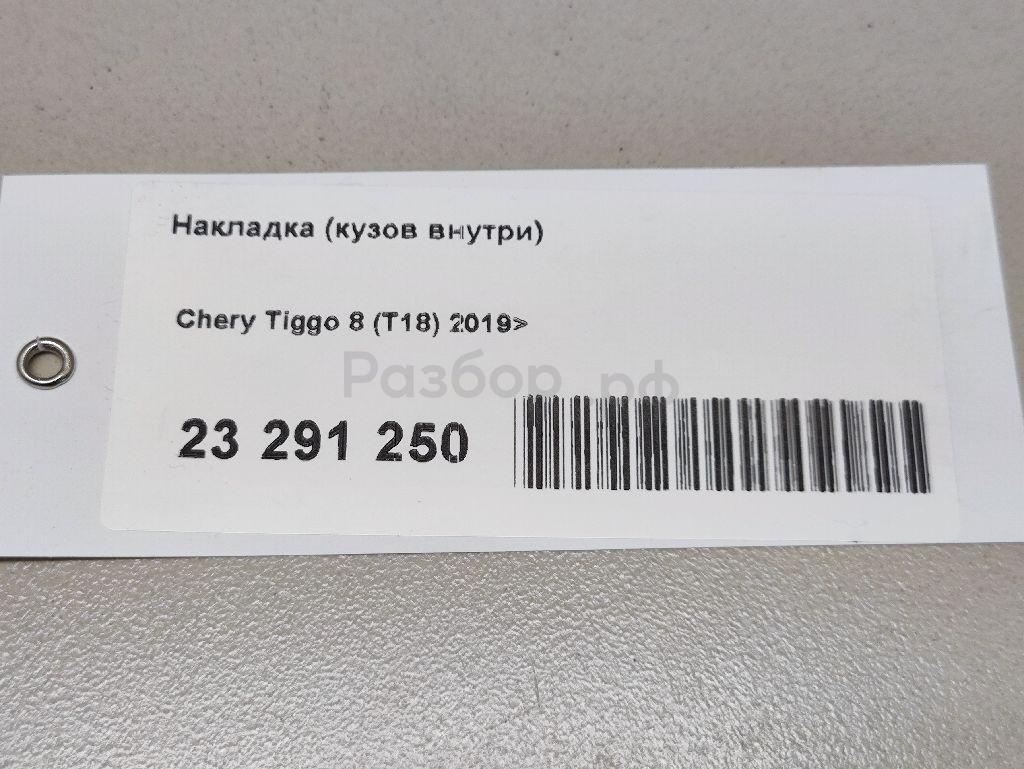 Накладка (кузов внутри)
Chery Tiggo 8 (T18) 2019>
Разбор.рф
23 291 250